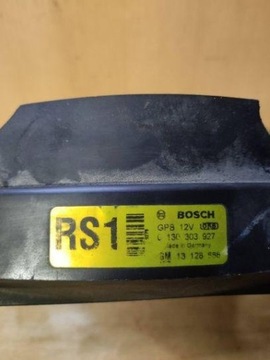 RS1
BOSCH
GPB 12V
0 130 303 927
Made in Germany
GM 13 128 556